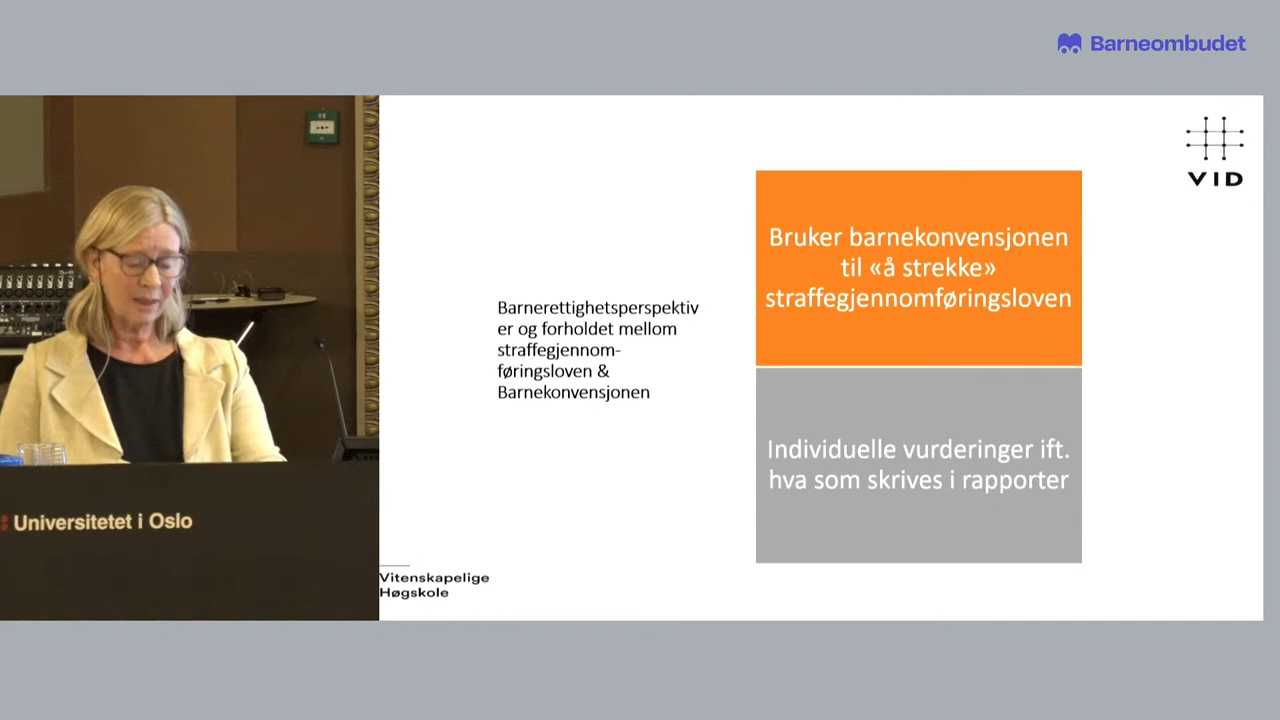 Barneombudet
VID
Barnerettighetsperspektiv
er og forholdet mellom
straffegjennom-
føringsloven &
Barnekonvensjonen
Bruker barnekonvensjonen
til «å strekke»
straffegjennomføringsloven
Individuelle vurderinger ift.
hva som skrives i rapporter
Universitetet i Oslo
Vitenskapelige
Høgskole